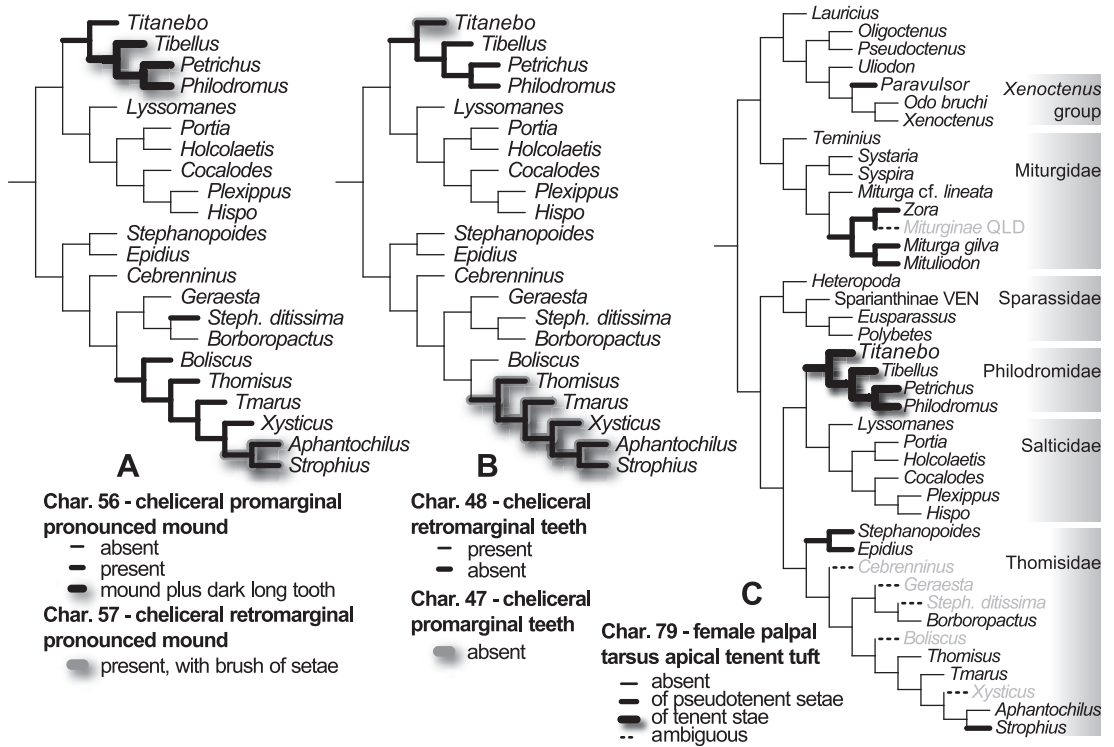 Titanebo
Tibellus
Petrichus
Philodromus
Lyssomanes
Portia
Holcolaetis
Cocalodes
Plexippus
Hispo
Stephanopoides
Epidius
Cebrenninus
Geraesta
Steph. ditissima
Borboropactus
Boliscus
Thomisus
Tmarus
Xysticus
Aphantochilus
Strophius
A
Char. 56 - cheliceral promarginal
pronounced mound
absent
present
mound plus dark long tooth
Char. 57 - cheliceral retromarginal
pronounced mound
present, with brush of setae
Titanebo
Tibellus
Petrichus
Philodromus
Lyssomanes
Portia
Holcolaetis
Cocalodes
Plexippus
Hispo
Stephanopoides
Epidius
Cebrenninus
Geraesta
Steph. ditissima
Borboropactus
Boliscus
Thomisus
Tmarus
Xysticus
Aphantochilus
Strophius
B
Char. 48 - cheliceral
retromarginal teeth
present
absent
Char. 47 - cheliceral
promarginal teeth
absent
Lauricius
Oligoctenus
Pseudoctenus
Uliodon
Paravulsor
Odo bruchi
Xenoctenus
Xenoctenus
group
Teminius
Systaria
Syspira
Miturga cf. lineata
Zora
Miturginae QLD
Miturga gilva
Mituliodon
Miturgidae
Heteropoda
Sparianthinae VEN
Eusparassus
Polybetes
Sparassidae
Titanebo
Tibellus
Petrichus
Philodromus
Philodromidae
Lyssomanes
Portia
Holcolaetis
Cocalodes
Plexippus
Hispo
Salticidae
Stephanopoides
Epidius
Cebrenninus
Geraesta
Steph. ditissima
Borboropactus
Boliscus
Thomisus
Tmarus
Xysticus
Aphantochilus
Strophius
Thomisidae
C
Char. 79 - female palpal
tarsus apical tenent tuft
absent
of pseudotenent setae
of tenent stae
ambiguous